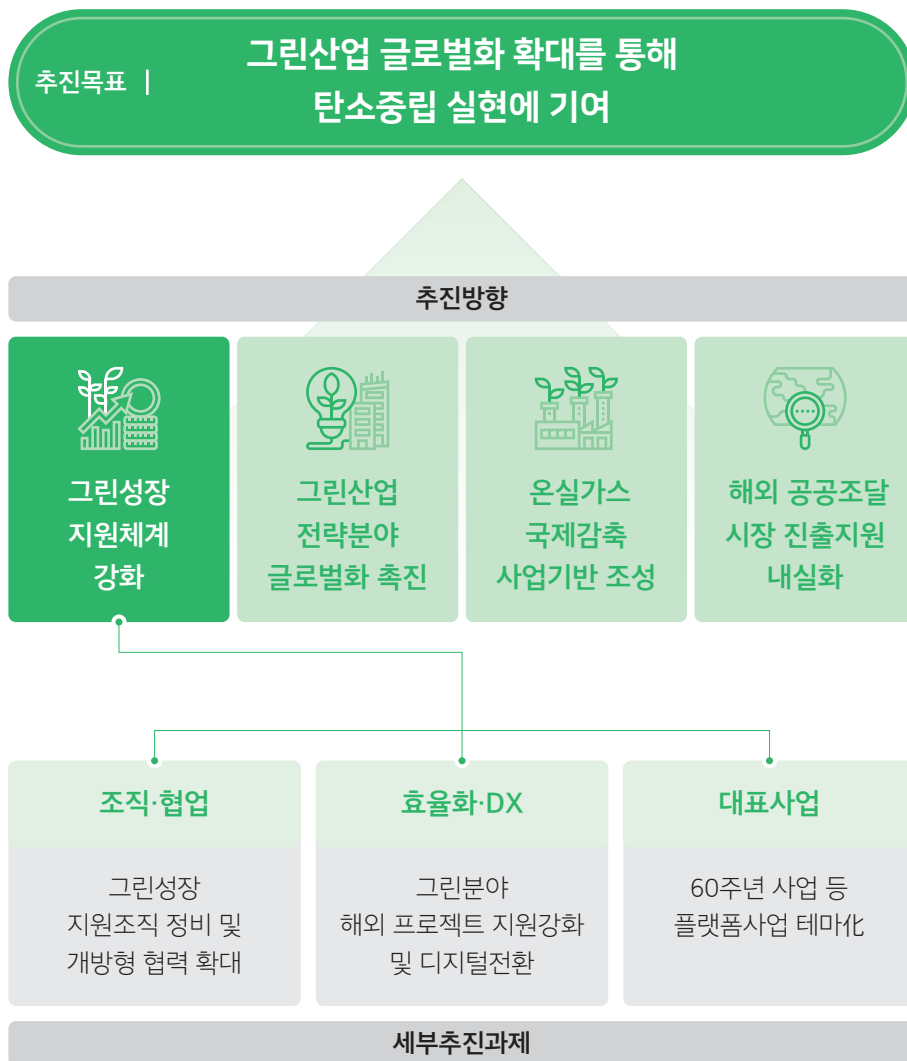 추진목표 |
그린산업 글로벌화 확대를 통해
탄소중립 실현에 기여
추진방향
그린성장
지원체계
강화
그린산업
전략분야
글로벌화 촉진
온실가스
국제감축
사업기반 조성
해외 공공조달
시장 진출지원
내실화
조직·협업
그린성장
지원조직 정비 및
개방형 협력 확대
효율화·DX
그린분야
해외 프로젝트 지원강화
및 디지털전환
대표사업
60주년 사업 등
플랫폼사업 테마化
세부추진과제